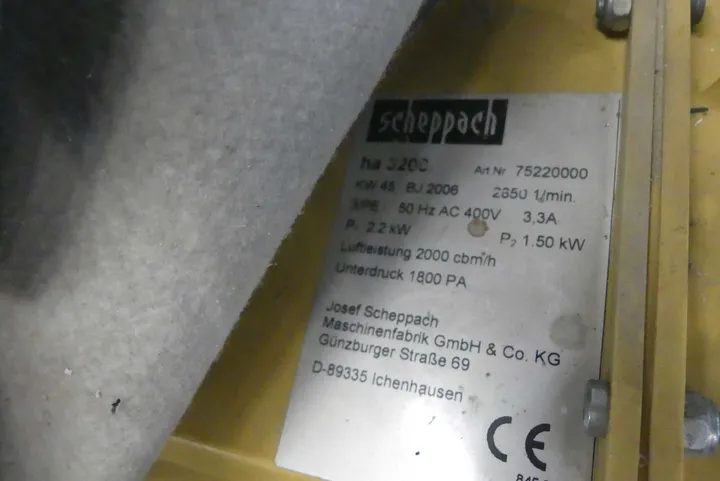 scheppach
ha 3200 Art Nr 75220000
KW 45 BJ 2006 2850 1/min.
3/PE 50 Hz AC 400V 3,3A
P1 2.2 kW P2 1.50 kW
Luftleistung 2000 cbm/h
Unterdruck 1800 PA
Josef Scheppach
Maschinenfabrik GmbH & Co. KG
Günzburger Straße 69
D-89335 Ichenhausen
CE